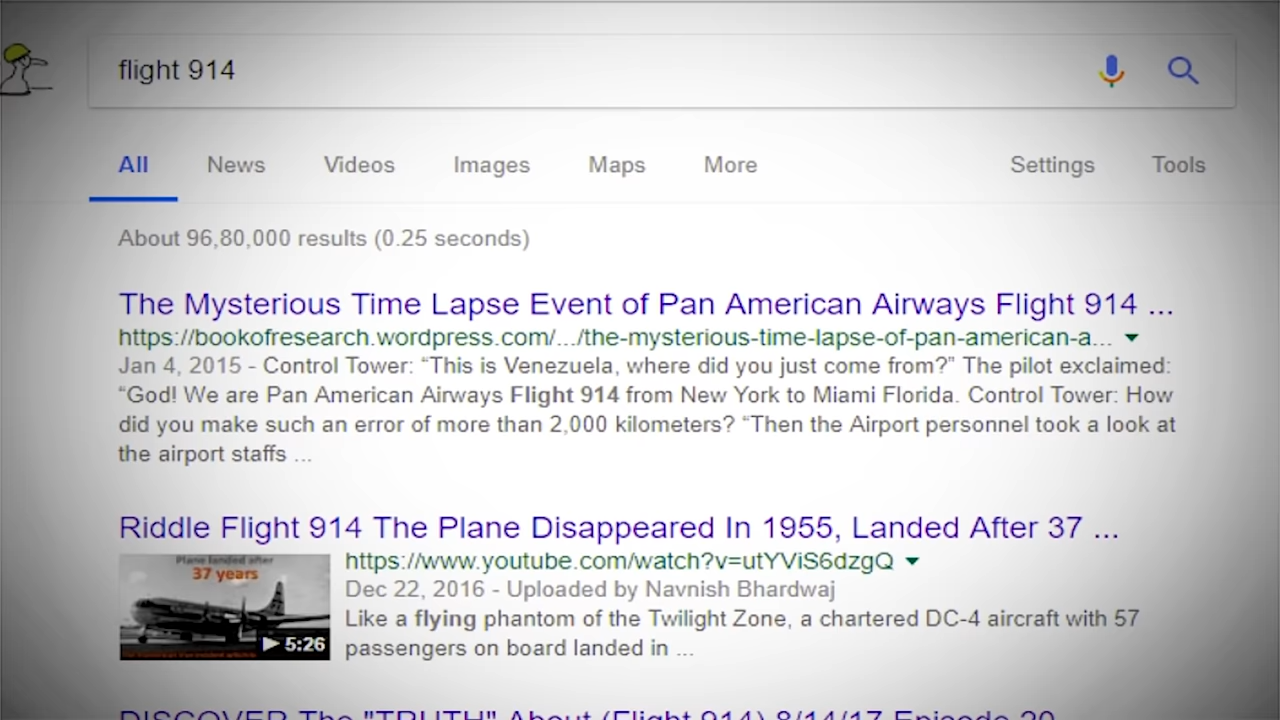 flight 914
All News Videos Images Maps More Settings Tools
About 96,80,000 results (0.25 seconds)
The Mysterious Time Lapse Event of Pan American Airways Flight 914 ...
https://bookofresearch.wordpress.com/.../the-mysterious-time-lapse-of-pan-american-a...
Jan 4, 2015 - Control Tower: “This is Venezuela, where did you just come from?” The pilot exclaimed:
“God! We are Pan American Airways Flight 914 from New York to Miami Florida. Control Tower: How
did you make such an error of more than 2,000 kilometers? “Then the Airport personnel took a look at
the airport staffs ...
Riddle Flight 914 The Plane Disappeared In 1955, Landed After 37 ...
Plane landed after
37 years
5:26
https://www.youtube.com/watch?v=utYViS6dzgQ
Dec 22, 2016 - Uploaded by Navnish Bhardwaj
Like a flying phantom of the Twilight Zone, a chartered DC-4 aircraft with 57
passengers on board landed in ...
DISCOVER The "TRUTH" About (Flight 914) 8/14/17 Episode 20